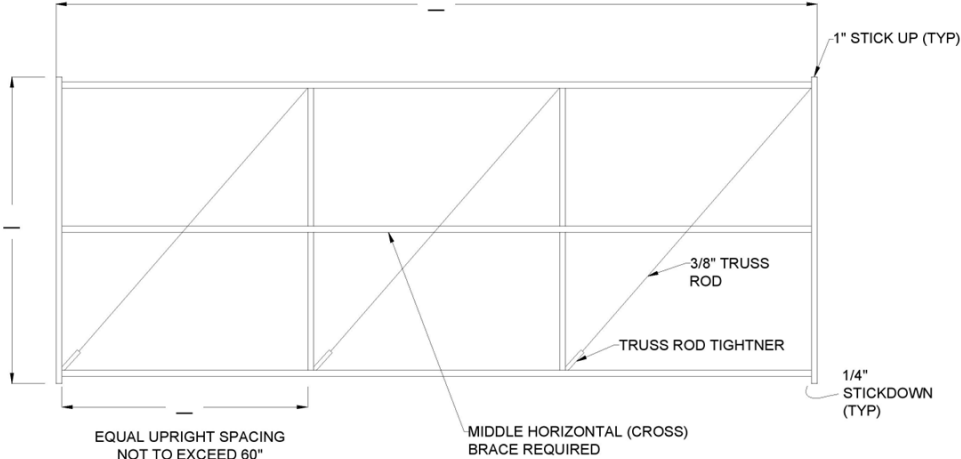 1" STICK UP (TYP)
3/8" TRUSS
ROD
TRUSS ROD TIGHTNER
1/4"
STICKDOWN
(TYP)
EQUAL UPRIGHT SPACING
NOT TO EXCEED 60"
MIDDLE HORIZONTAL (CROSS)
BRACE REQUIRED